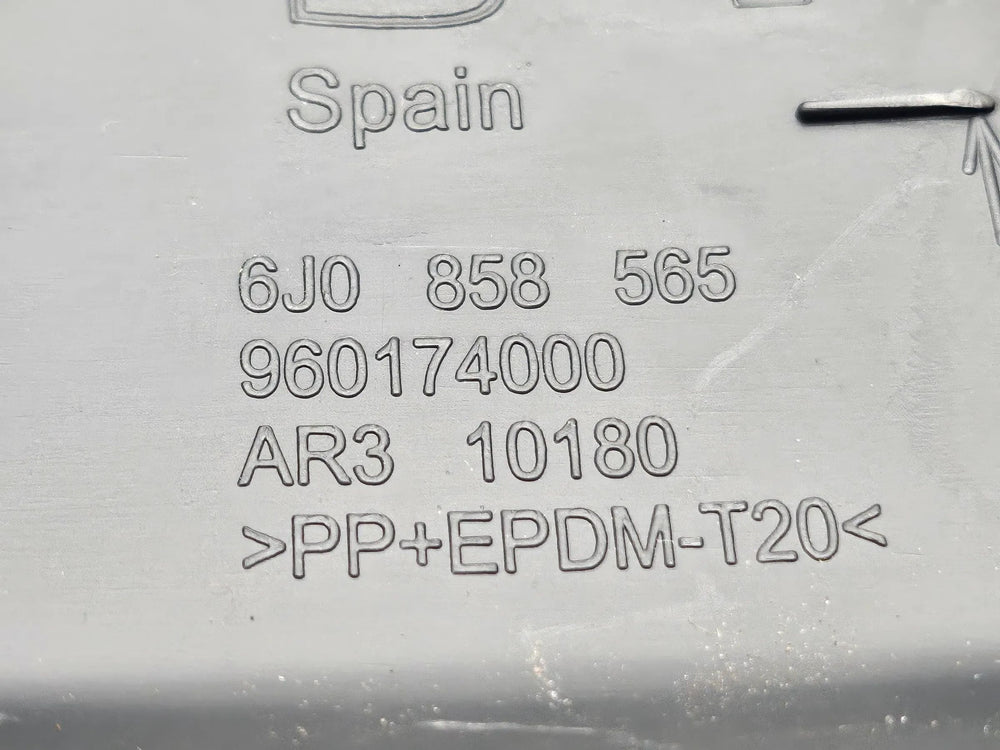 Spain
6J0 858 565
960174000
AR3 10180
>PP+EPDM-T20<